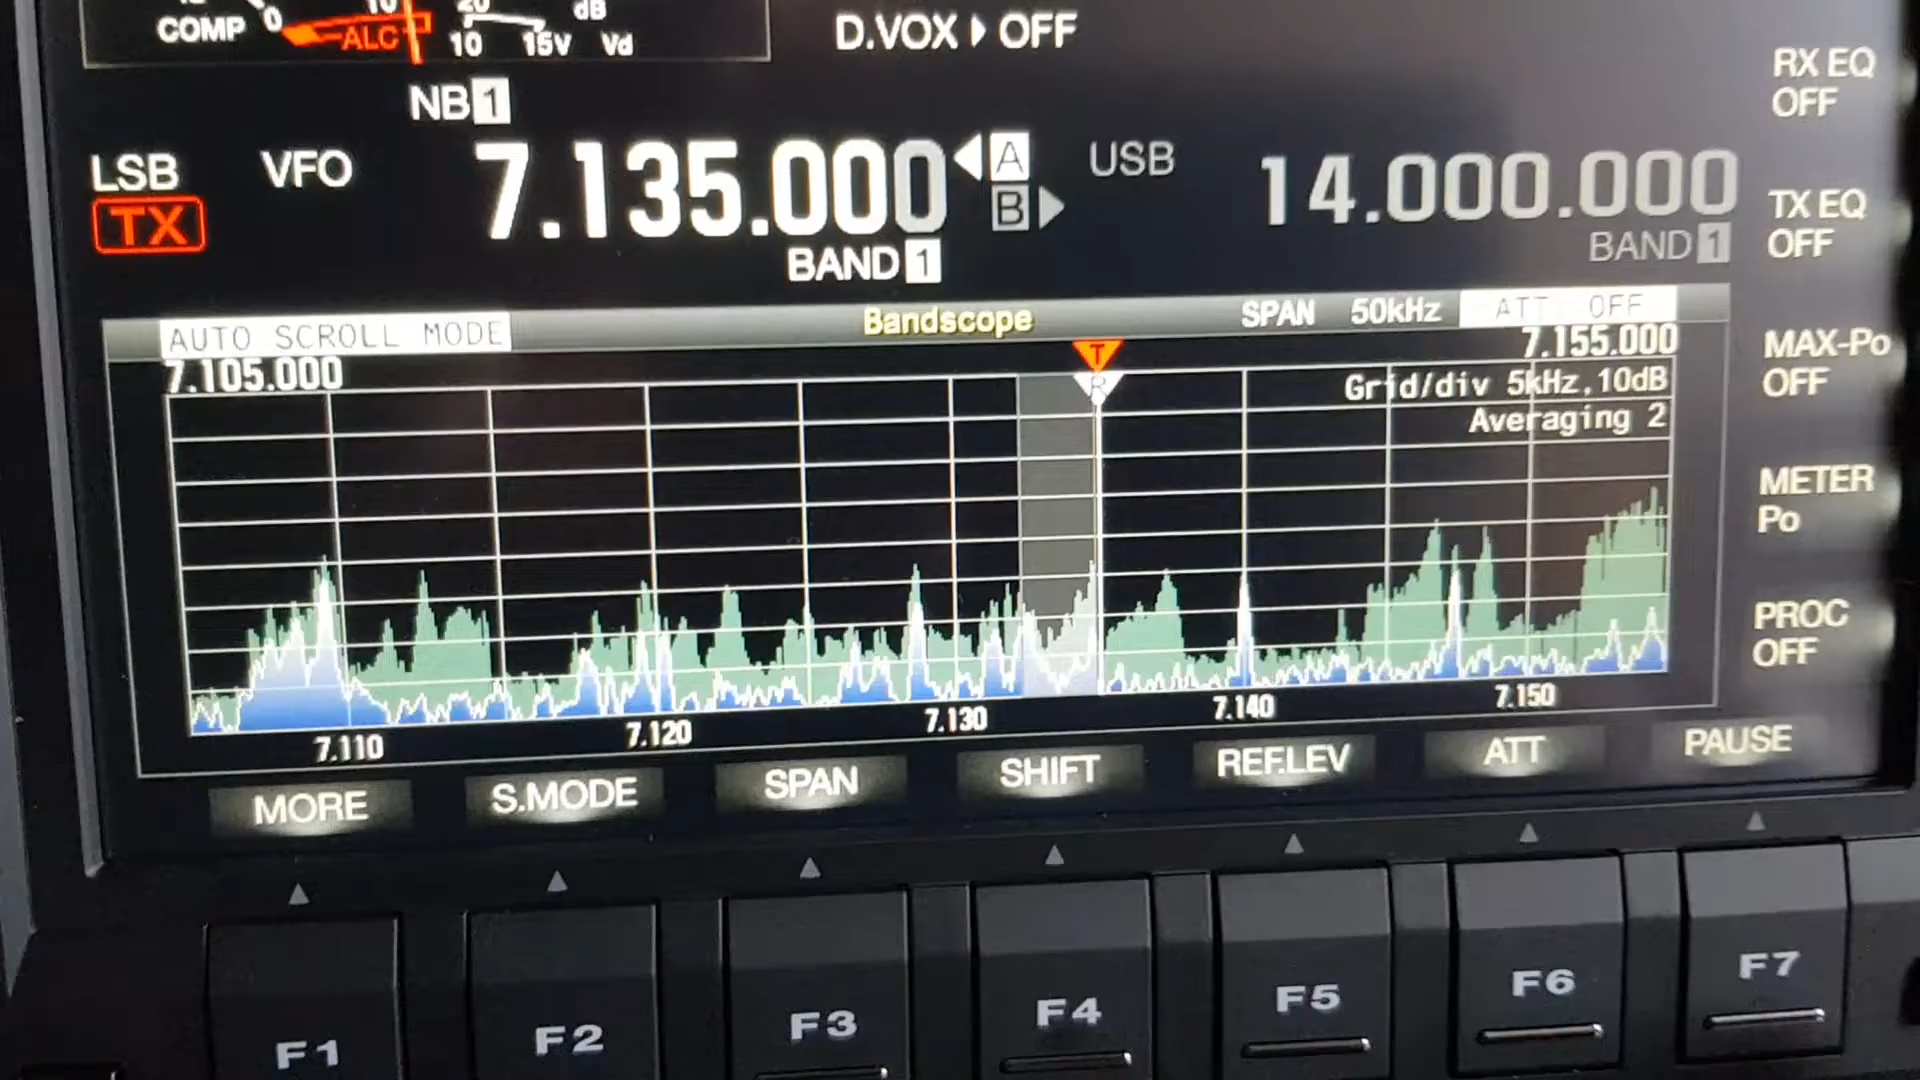 COMP 0 10 20 dB
ALC 10 15V Vd
D.VOX OFF
RX EQ
OFF
NB 1
LSB VFO 7.135.000 A USB 14.000.000
TX B
BAND 1 BAND 1
TX EQ
OFF
AUTO SCROLL MODE Bandscope SPAN 50kHz ATT OFF
7.105.000 T 7.155.000
R Grid/div 5kHz,10dB
Averaging 2
MAX-Po
OFF
METER
Po
PROC
OFF
7.110 7.120 7.130 7.140 7.150
MORE S.MODE SPAN SHIFT REF.LEV ATT PAUSE
F1 F2 F3 F4 F5 F6 F7